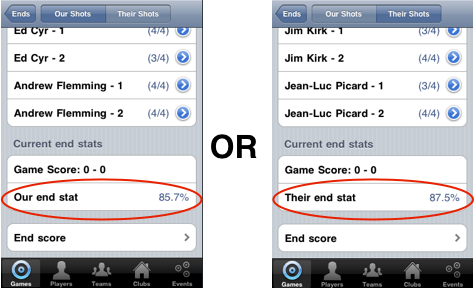 Ends
Our Shots
Their Shots
Ed Cyr - 1 (4/4)
Ed Cyr - 2 (3/4)
Andrew Flemming - 1 (4/4)
Andrew Flemming - 2 (4/4)
Current end stats
Game Score: 0 - 0
Our end stat 85.7%
End score
Games Players Teams Clubs Events
OR
Ends
Our Shots
Their Shots
Jim Kirk - 1 (3/4)
Jim Kirk - 2 (4/4)
Jean-Luc Picard - 1 (3/4)
Jean-Luc Picard - 2 (4/4)
Current end stats
Game Score: 0 - 0
Their end stat 87.5%
End score
Games Players Teams Clubs Events